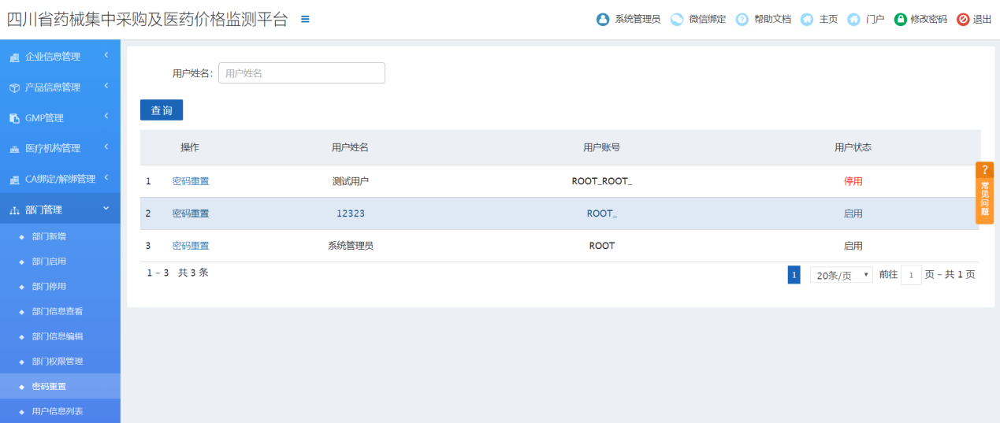 四川省药械集中采购及医药价格监测平台
系统管理员 微信绑定 帮助文档 主页 门户 修改密码 退出
企业信息管理
产品信息管理
GMP管理
医疗机构管理
CA绑定/解绑管理
部门管理
部门新增
部门启用
部门停用
部门信息查看
部门信息编辑
部门权限管理
密码重置
用户信息列表
用户姓名: 用户姓名
查询
操作 用户姓名 用户账号 用户状态
1 密码重置 测试用户 ROOT_ROOT_ 停用
2 密码重置 12323 ROOT_ 启用
3 密码重置 系统管理员 ROOT 启用
1 - 3 共 3 条
1 20条/页 前往 1 页 - 共 1 页
? 常见问题